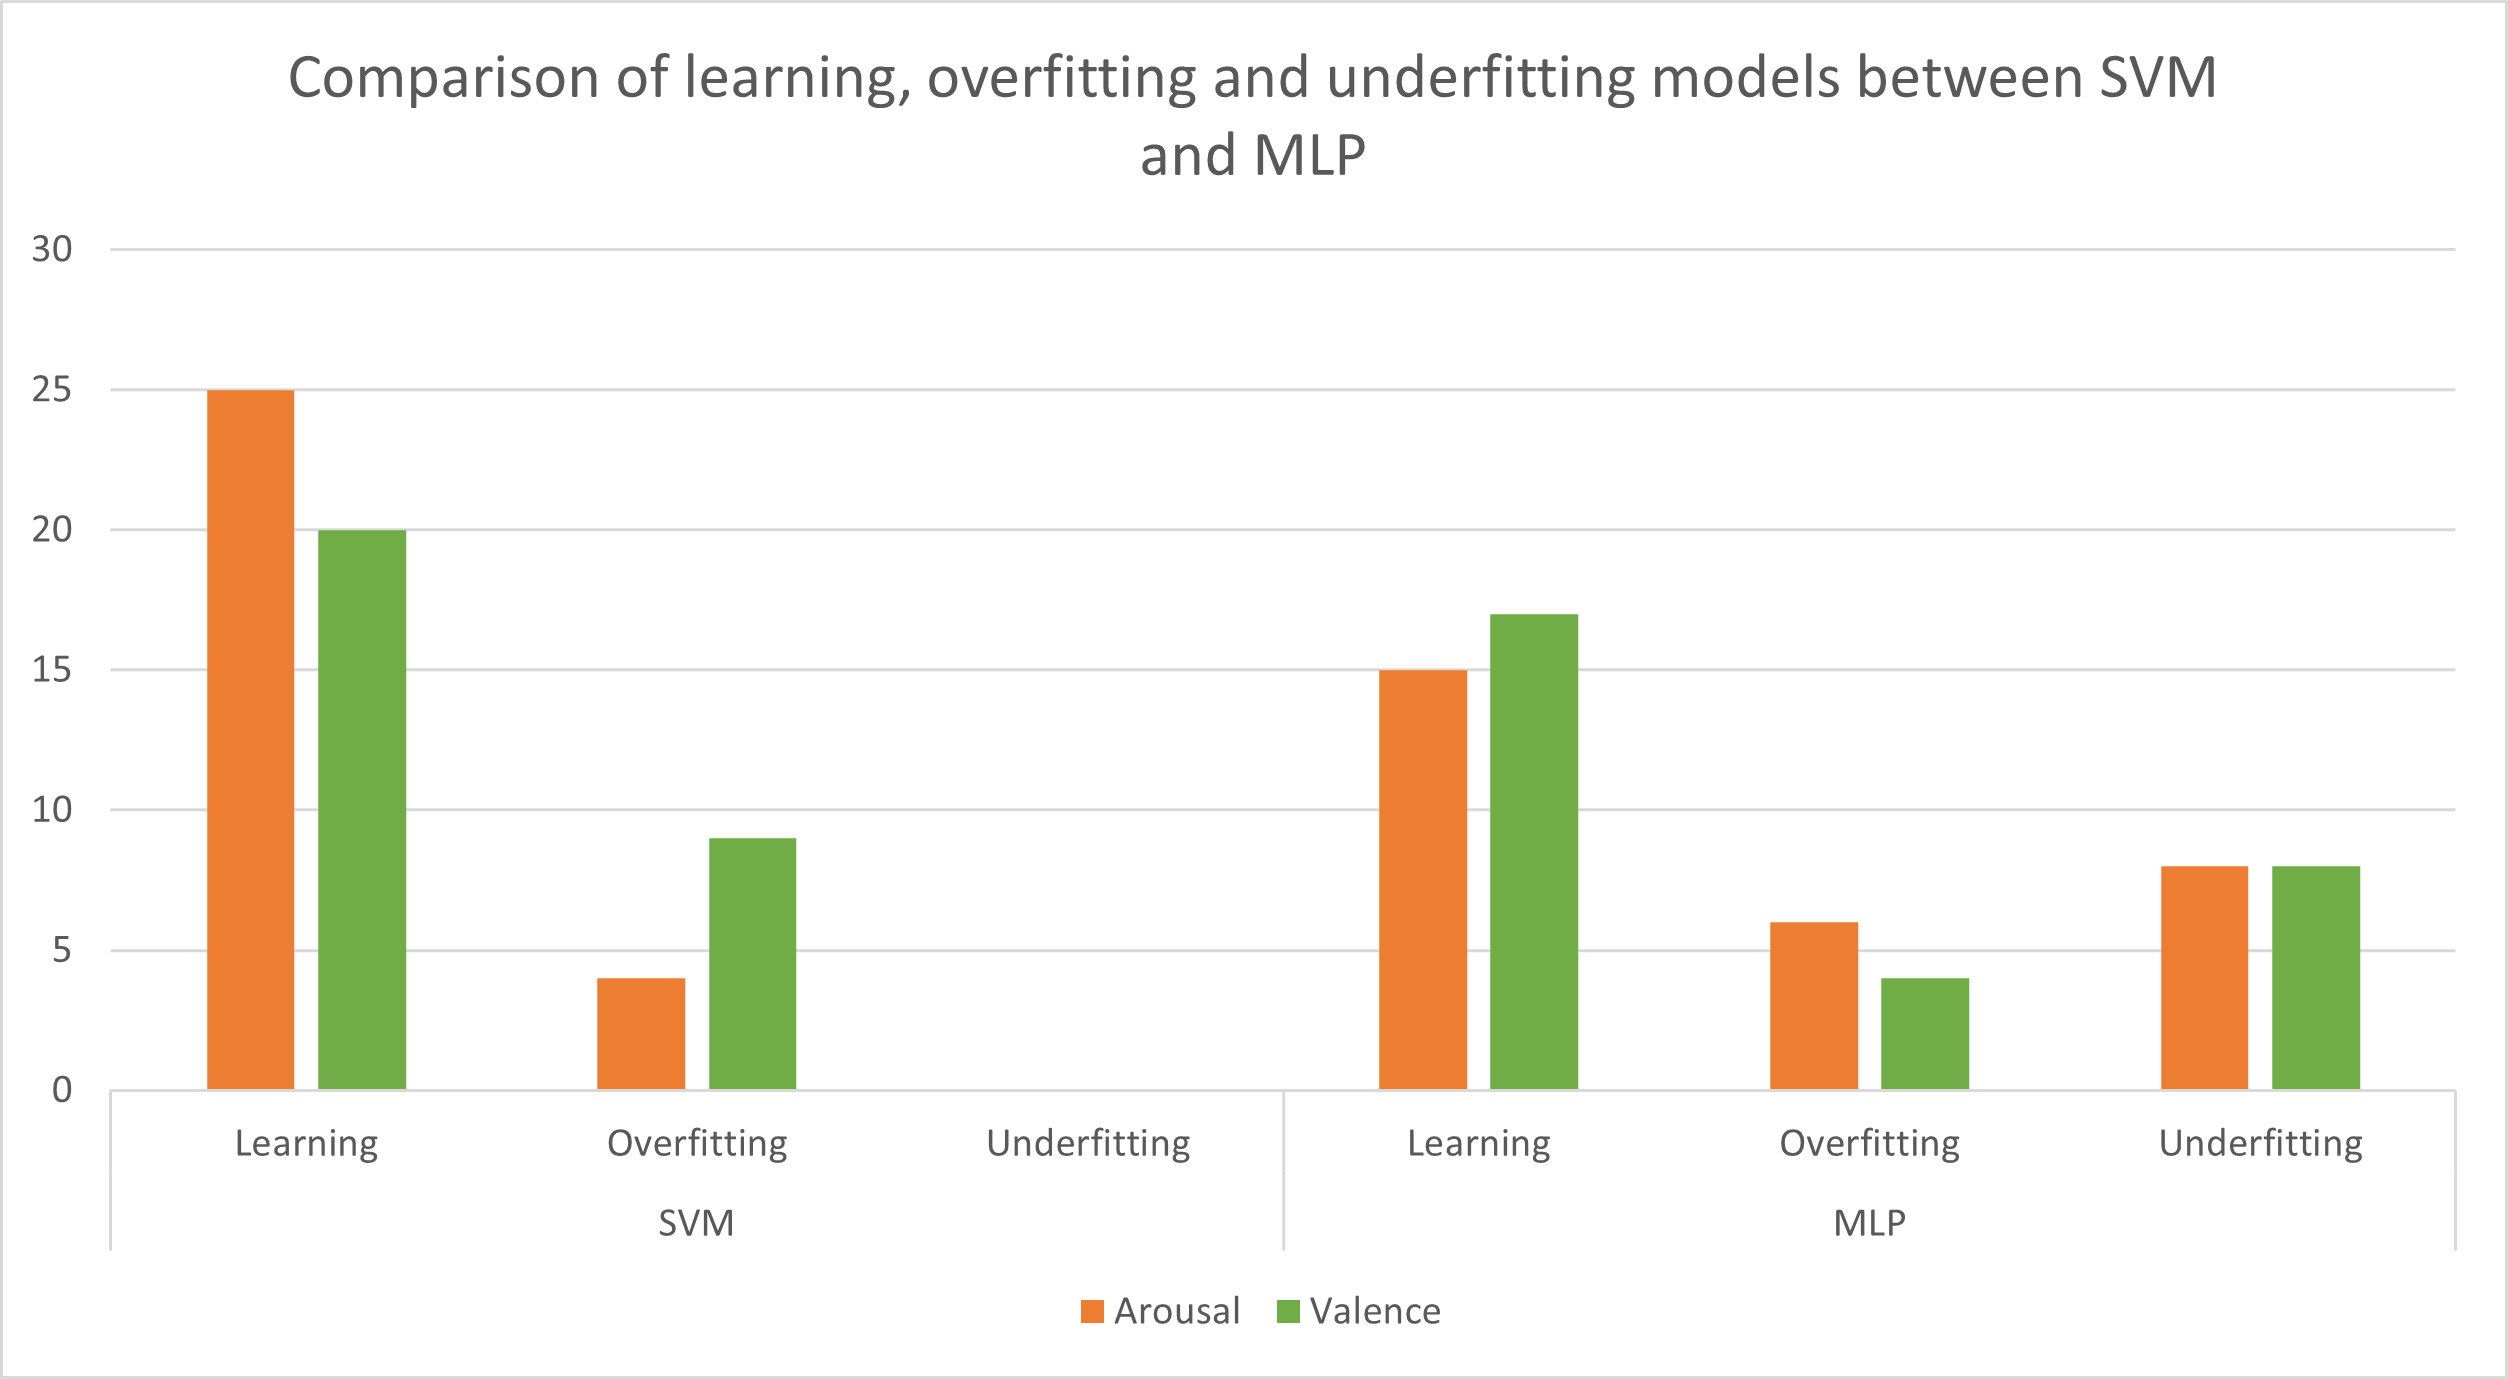 Comparison of learning, overfitting and underfitting models between SVM
and MLP
30
25
20
15
10
5
0
Learning Overfitting Underfitting Learning Overfitting Underfitting
SVM MLP
Arousal Valence